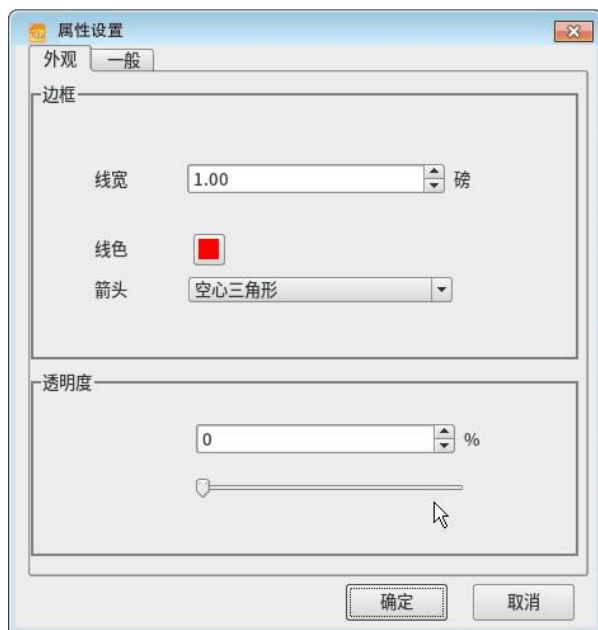 属性设置
外观 一般
边框
线宽 1.00 磅
线色
箭头 空心三角形
透明度
0 %
确定 取消